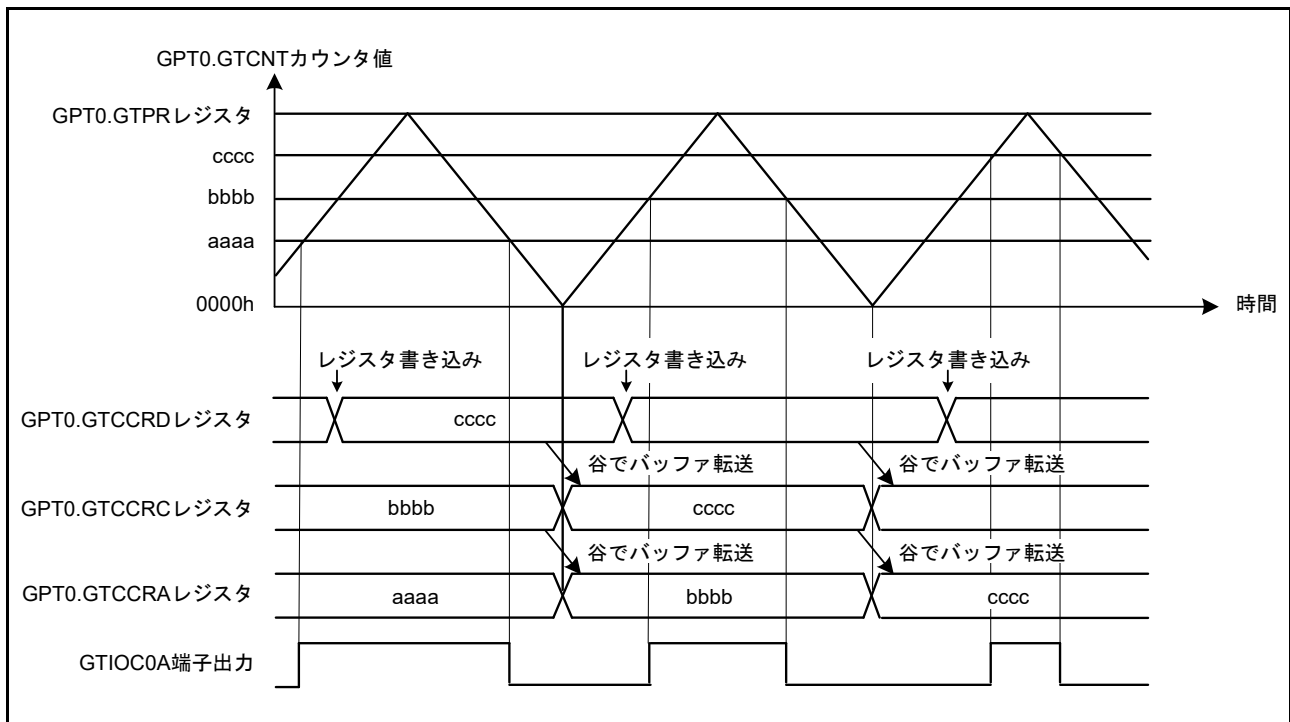 GPT0.GTCNTカウンタ値
GPT0.GTPRレジスタ
cccc
bbbb
aaaa
0000h
時間
レジスタ書き込み レジスタ書き込み レジスタ書き込み
GPT0.GTCCRDレジスタ cccc
谷でバッファ転送 谷でバッファ転送
GPT0.GTCCRCレジスタ bbbb cccc
谷でバッファ転送 谷でバッファ転送
GPT0.GTCCRAレジスタ aaaa bbbb cccc
GTIOC0A端子出力